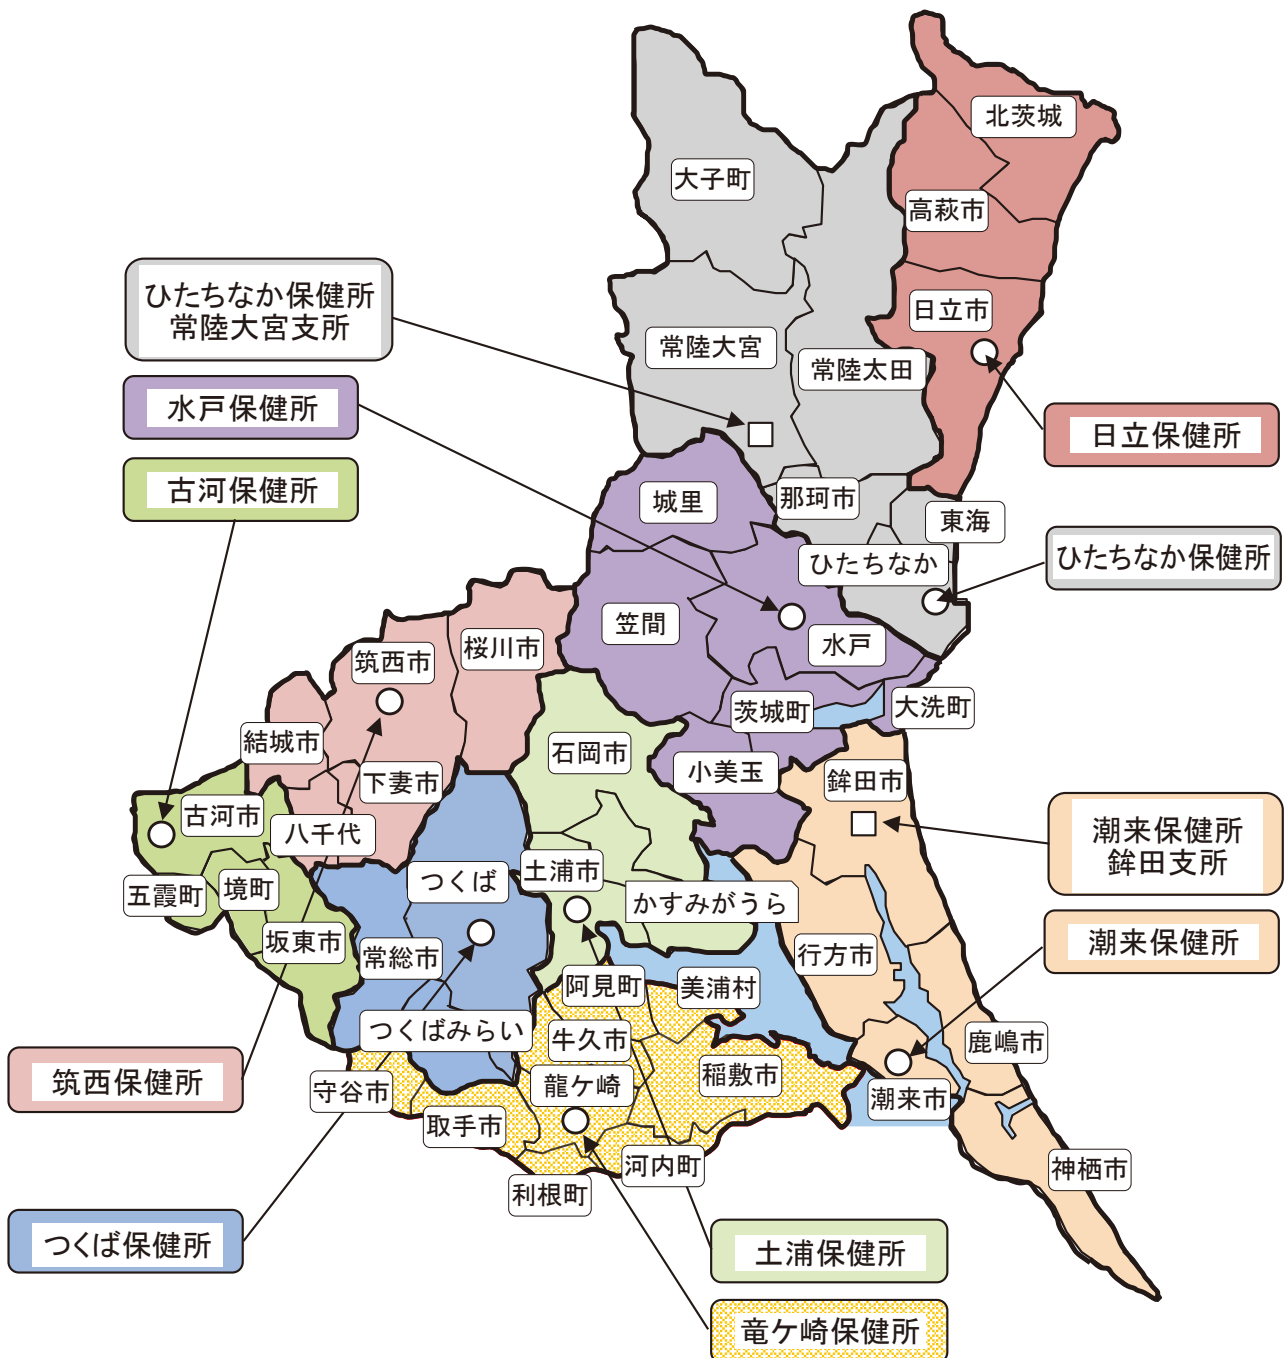 北茨城
大子町
高萩市
ひたちなか保健所
常陸大宮支所
日立市
常陸大宮
常陸太田
水戸保健所
日立保健所
古河保健所
城里
那珂市
東海
ひたちなか
ひたちなか保健所
笠間
水戸
桜川市
筑西市
茨城町
大洗町
結城市
石岡市
下妻市
小美玉
鉾田市
古河市
八千代
潮来保健所
鉾田支所
つくば
土浦市
五霞町
境町
かすみがうら
坂東市
常総市
行方市
潮来保健所
阿見町
美浦村
つくばみらい
牛久市
鹿嶋市
筑西保健所
守谷市
龍ケ崎
稲敷市
潮来市
取手市
河内町
神栖市
利根町
つくば保健所
土浦保健所
竜ケ崎保健所